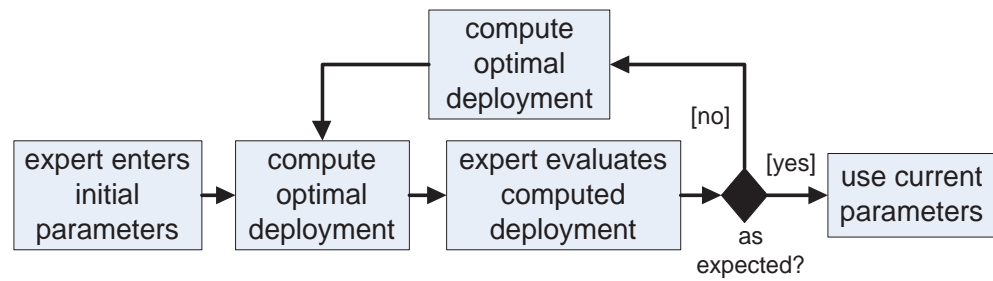 compute
optimal
deployment
[no]
expert enters
initial
parameters
compute
optimal
deployment
expert evaluates
computed
deployment
[yes]
as
expected?
use current
parameters